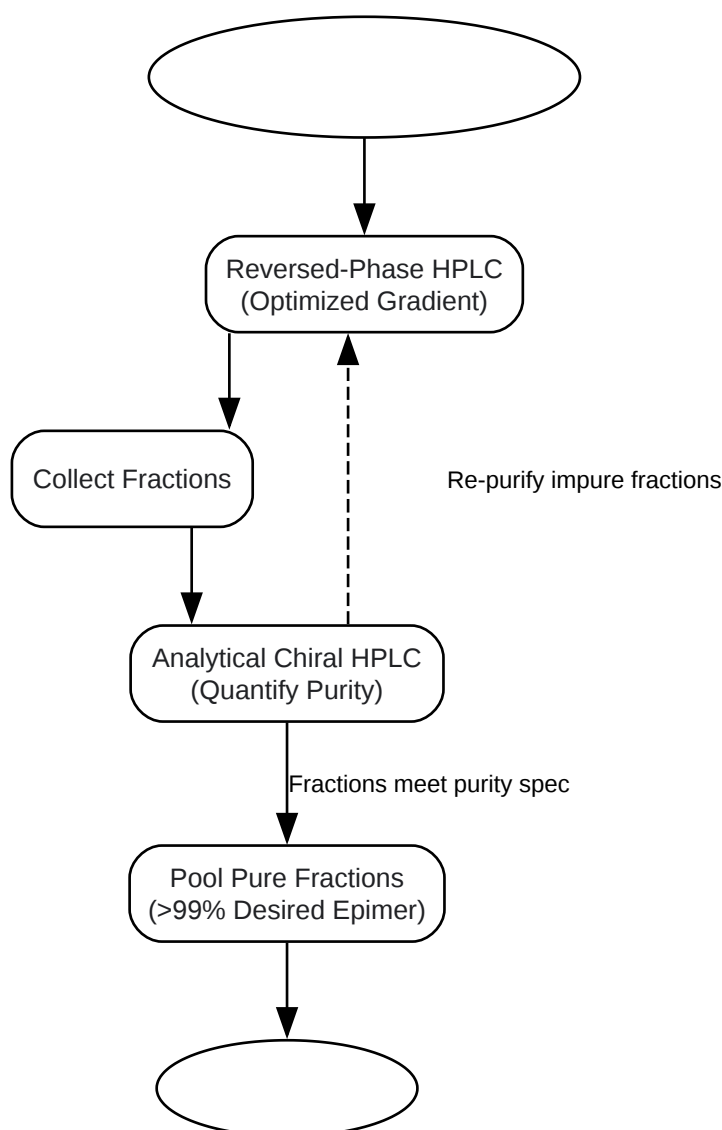 Reversed-Phase HPLC
(Optimized Gradient)
Collect Fractions
Re-purify impure fractions
Analytical Chiral HPLC
(Quantify Purity)
Fractions meet purity spec
Pool Pure Fractions
(>99% Desired Epimer)